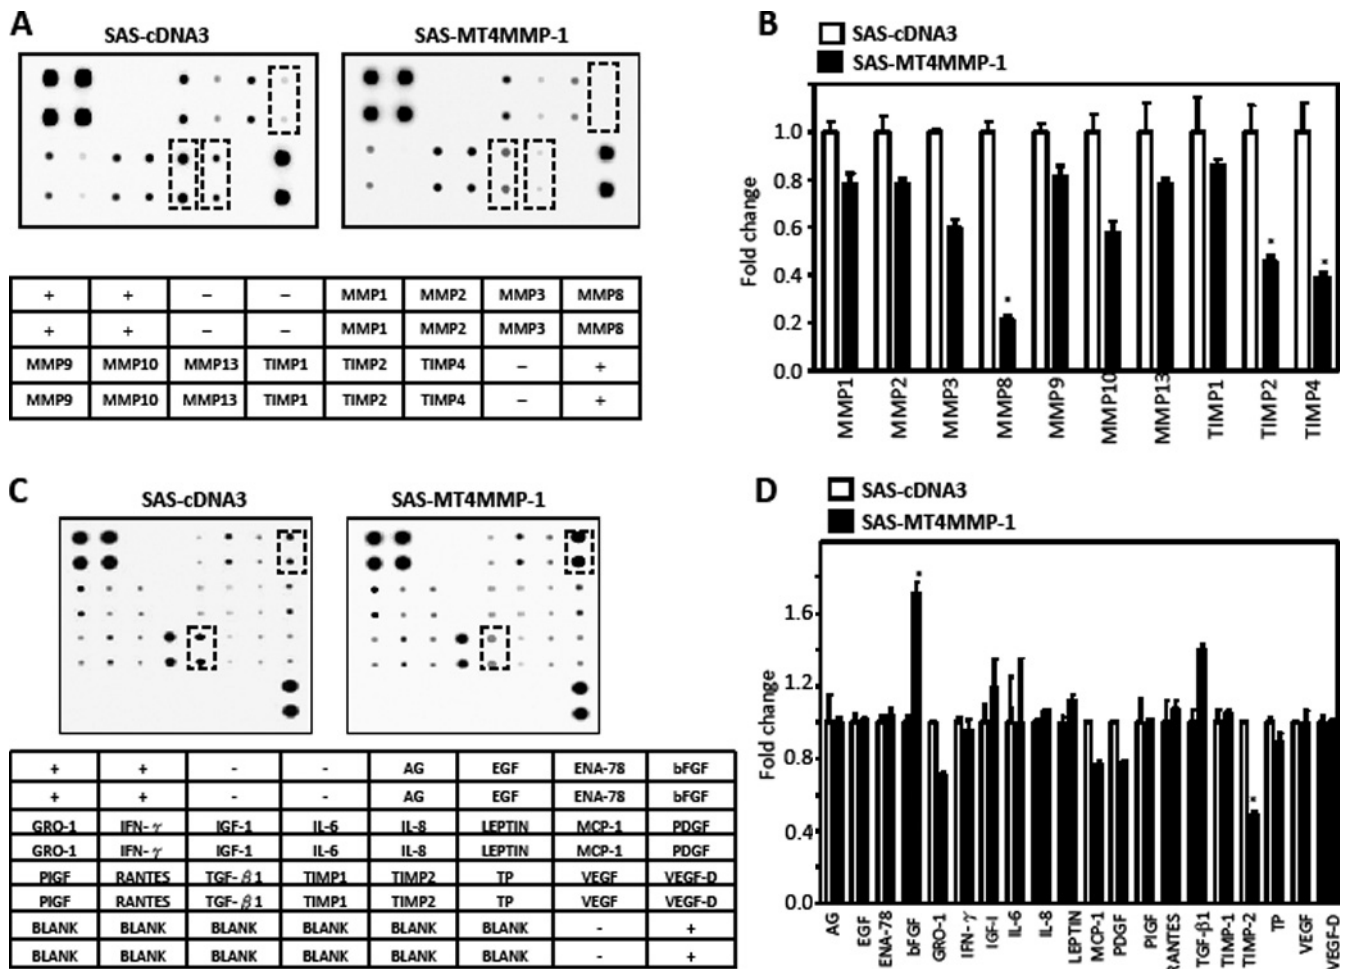 A
SAS-cDNA3
SAS-MT4MMP-1
+ + – – MMP1 MMP2 MMP3 MMP8
+ + – – MMP1 MMP2 MMP3 MMP8
MMP9 MMP10 MMP13 TIMP1 TIMP2 TIMP4 – +
MMP9 MMP10 MMP13 TIMP1 TIMP2 TIMP4 – +
B
SAS-cDNA3
SAS-MT4MMP-1
Fold change
1.0
0.8
0.6
0.4
0.2
0.0
*
*
*
MMP1
MMP2
MMP3
MMP8
MMP9
MMP10
MMP13
TIMP1
TIMP2
TIMP4
C
SAS-cDNA3
SAS-MT4MMP-1
+ + - - AG EGF ENA-78 bFGF
+ + - - AG EGF ENA-78 bFGF
GRO-1 IFN-γ IGF-1 IL-6 IL-8 LEPTIN MCP-1 PDGF
GRO-1 IFN-γ IGF-1 IL-6 IL-8 LEPTIN MCP-1 PDGF
PIGF RANTES TGF-β1 TIMP1 TIMP2 TP VEGF VEGF-D
PIGF RANTES TGF-β1 TIMP1 TIMP2 TP VEGF VEGF-D
BLANK BLANK BLANK BLANK BLANK BLANK - +
BLANK BLANK BLANK BLANK BLANK BLANK - +
D
SAS-cDNA3
SAS-MT4MMP-1
Fold change
1.6
1.2
0.8
0.4
0.0
*
*
AG
EGF
ENA-78
bFGF
GRO-1
IFN-γ
IGF-I
IL-6
IL-8
LEPTIN
MCP-1
PDGF
PIGF
RANTES
TGF-β1
TIMP-1
TIMP-2
TP
VEGF
VEGF-D